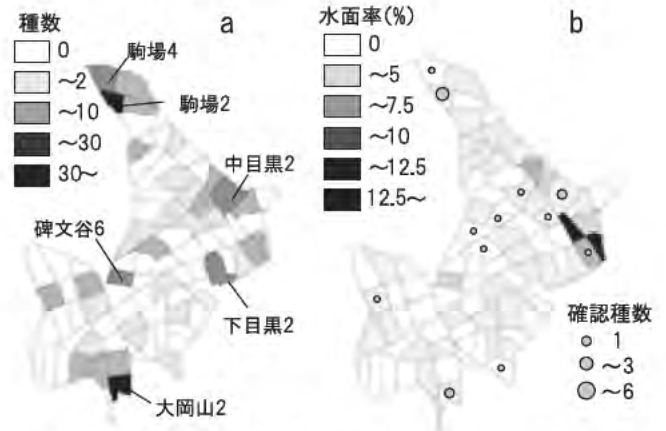 種数
0
～2
～10
～30
30～
a
駒場4
駒場2
中目黒2
碑文谷6
下目黒2
大岡山2
水面率(%)
0
～5
～7.5
～10
～12.5
12.5～
b
確認種数
1
～3
～6